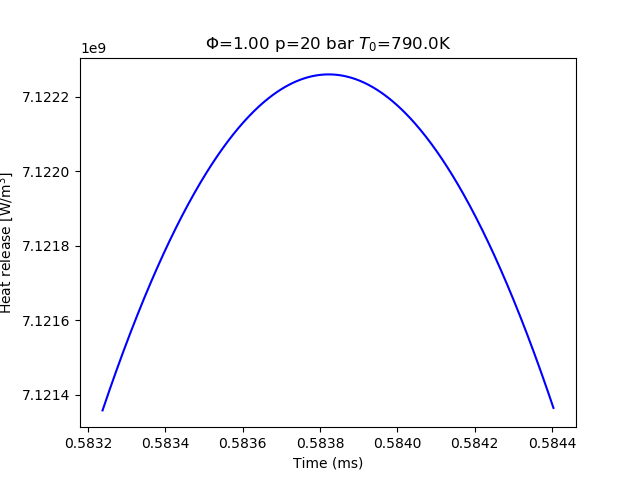 Φ=1.00 p=20 bar T₀=790.0K
1e9
7.1222
7.1220
7.1218
7.1216
7.1214
Heat release [W/m³]
0.5832 0.5834 0.5836 0.5838 0.5840 0.5842 0.5844
Time (ms)